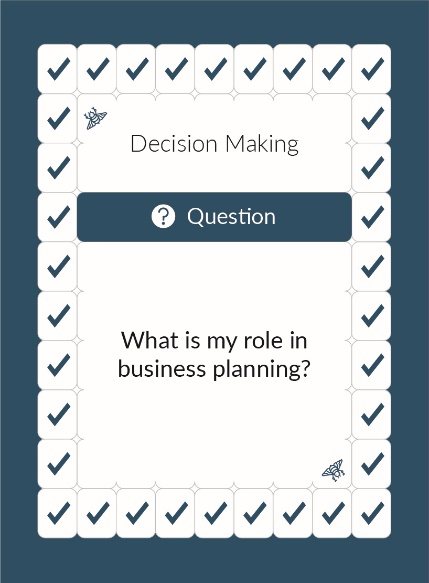 Decision Making
? Question
What is my role in
business planning?